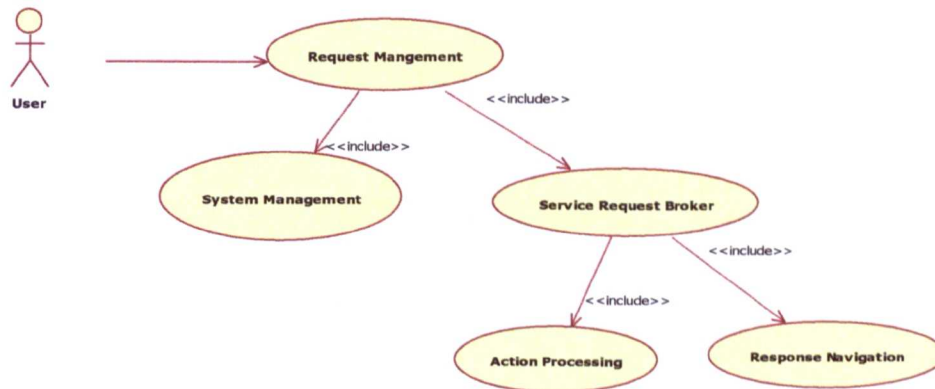 Request Mangement
User
<<include>>
<<include>>
System Management
Service Request Broker
<<include>>
<<include>>
Action Processing
Response Navigation